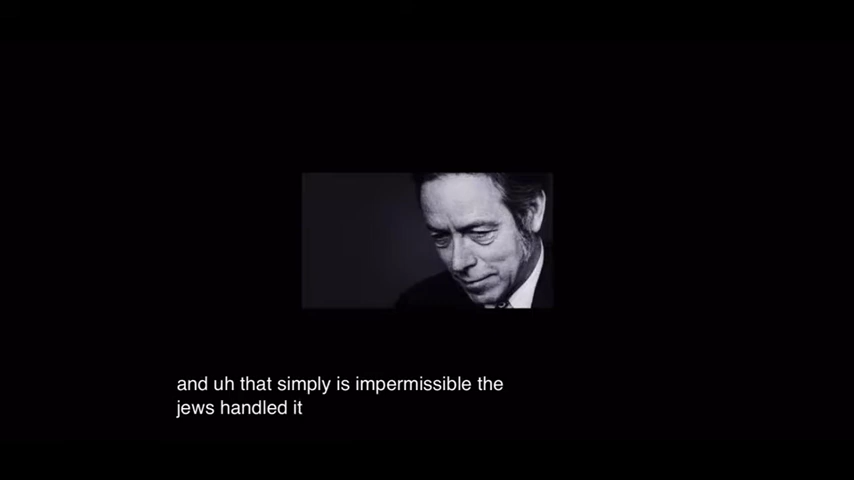 and uh that simply is impermissible the
jews handled it